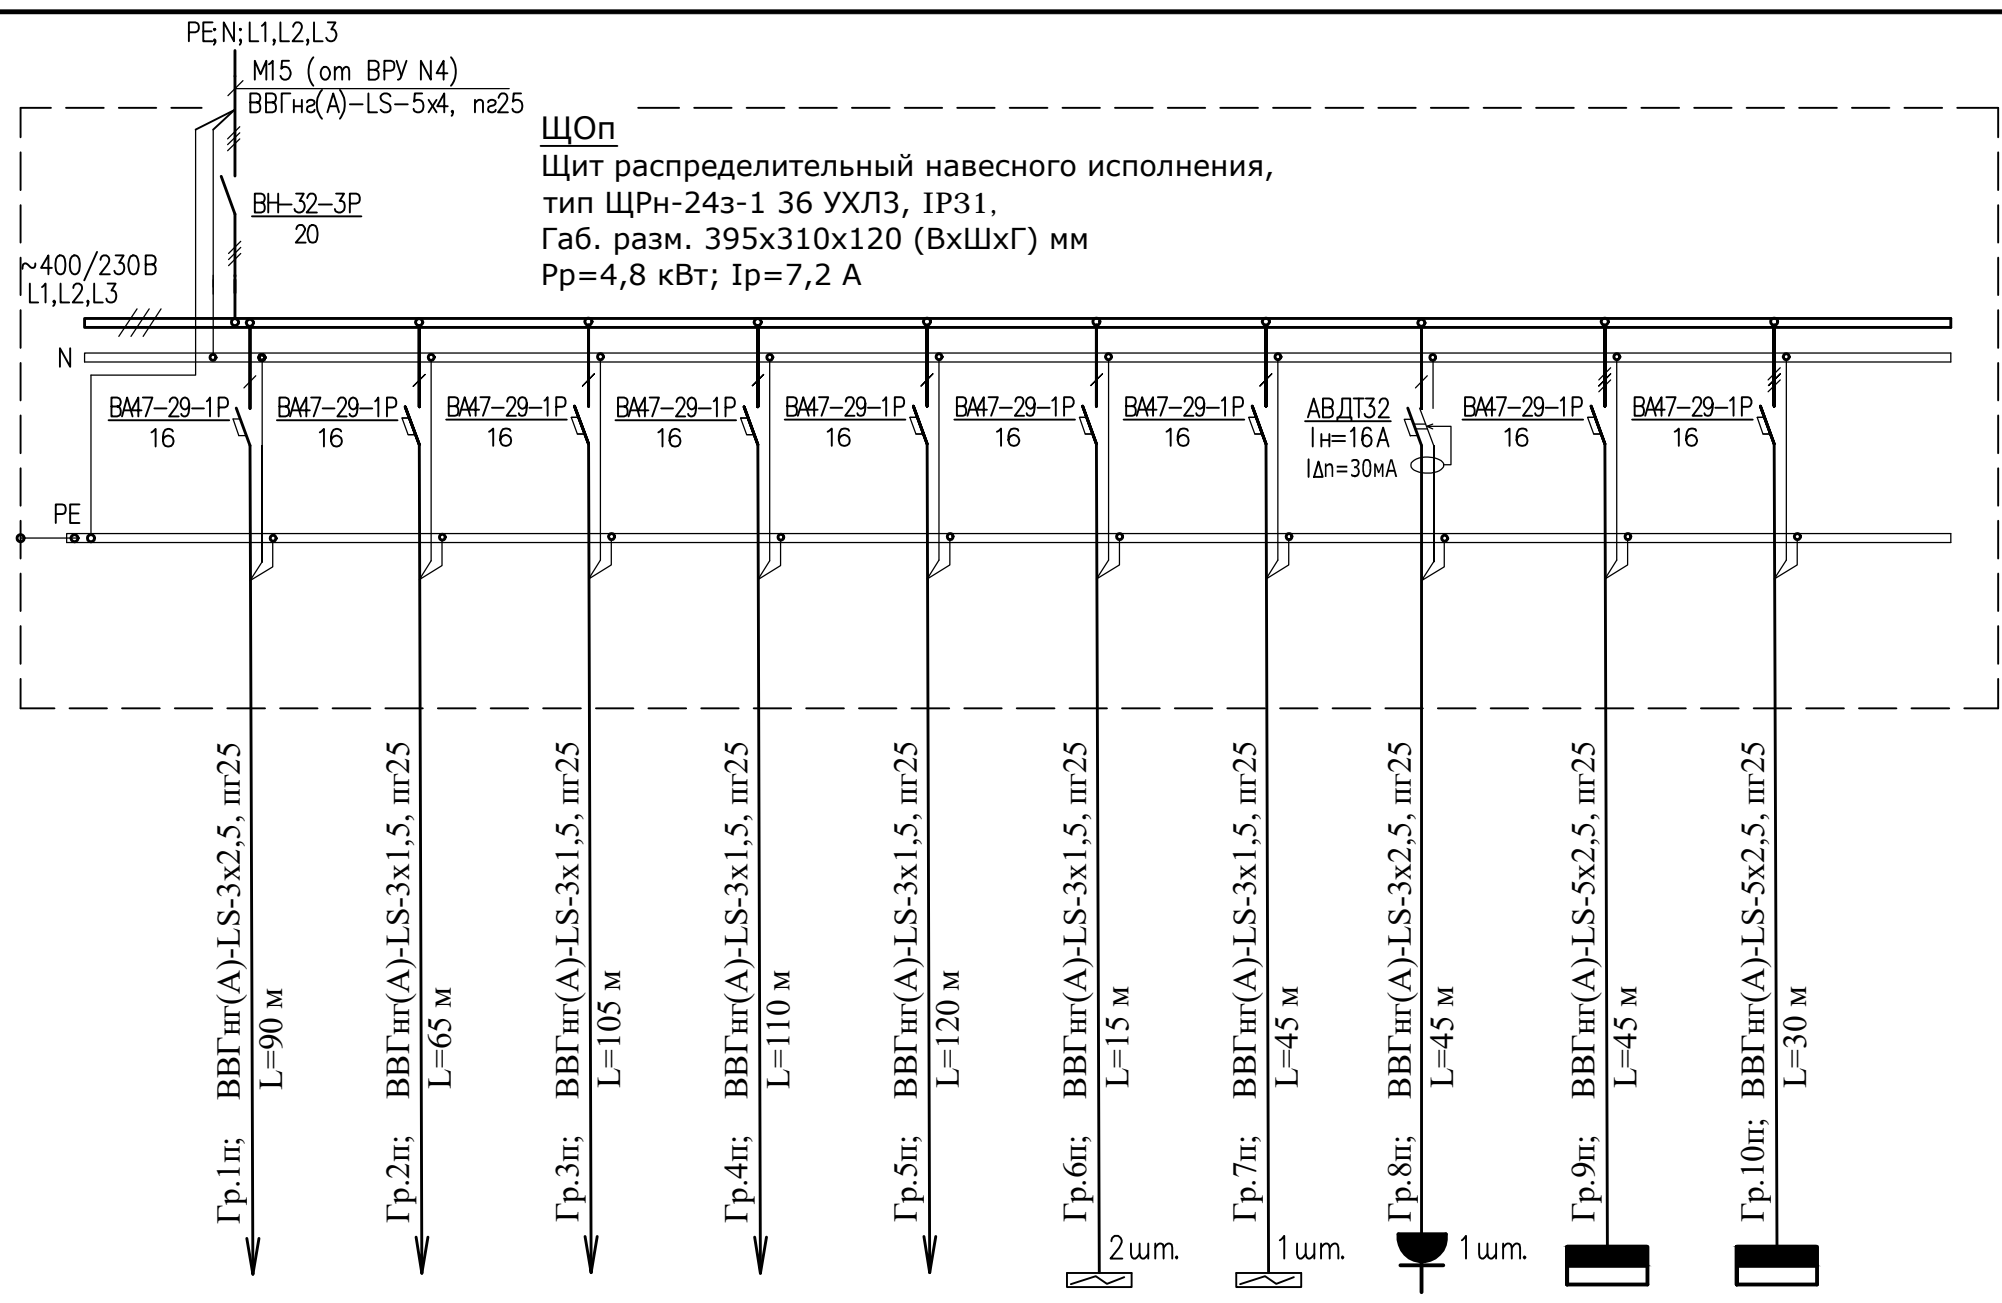 PE; N; L1,L2,L3
М15 (от ВРУ N4)
ВВГнг(А)-LS-5х4, пг25
ЩОп
Щит распределительный навесного исполнения,
тип ЩРн-24з-1 36 УХЛ3, IP31,
Габ. разм. 395х310х120 (ВхШхГ) мм
Рр=4,8 кВт; Iр=7,2 А
ВН-32-3Р
20
~400/230В
L1,L2,L3
N
ВА47-29-1Р
16
ВА47-29-1Р
16
ВА47-29-1Р
16
ВА47-29-1Р
16
ВА47-29-1Р
16
ВА47-29-1Р
16
ВА47-29-1Р
16
АВДТ32
Iн=16А
IΔn=30мА
ВА47-29-1Р
16
ВА47-29-1Р
16
PE
Гр.1п; ВВГнг(А)-LS-3х2,5, пг25
L=90 м
Гр.2п; ВВГнг(А)-LS-3х1,5, пг25
L=65 м
Гр.3п; ВВГнг(А)-LS-3х1,5, пг25
L=105 м
Гр.4п; ВВГнг(А)-LS-3х1,5, пг25
L=110 м
Гр.5п; ВВГнг(А)-LS-3х1,5, пг25
L=120 м
Гр.6п; ВВГнг(А)-LS-3х1,5, пг25
L=15 м
2шт.
Гр.7п; ВВГнг(А)-LS-3х1,5, пг25
L=45 м
1шт.
Гр.8п; ВВГнг(А)-LS-3х2,5, пг25
L=45 м
1шт.
Гр.9п; ВВГнг(А)-LS-5х2,5, пг25
L=45 м
Гр.10п; ВВГнг(А)-LS-5х2,5, пг25
L=30 м